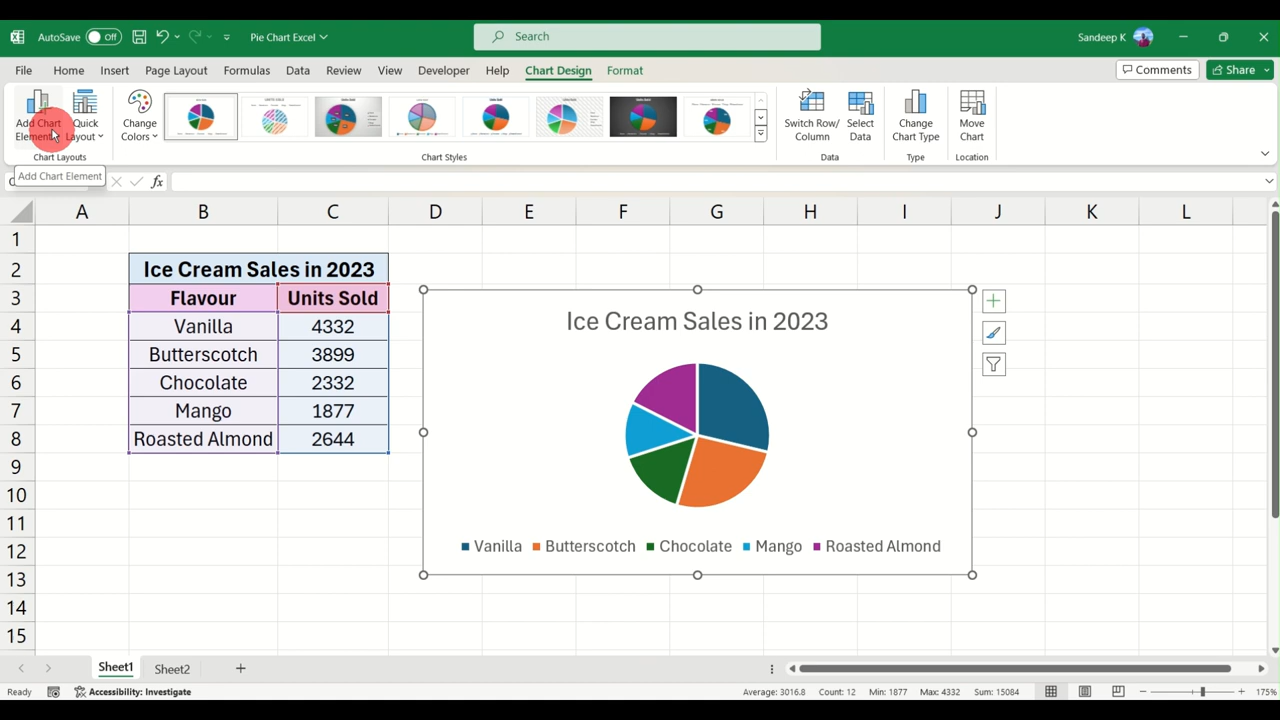 AutoSave Off Pie Chart Excel Search Sandeep K
File Home Insert Page Layout Formulas Data Review View Developer Help Chart Design Format Comments Share
Add Chart Element Quick Layout Change Colors Switch Row/ Column Select Data Change Chart Type Move Chart
Chart Layouts Chart Styles Data Type Location
Add Chart Element fx
A B C D E F G H I J K L
1
2 Ice Cream Sales in 2023
3 Flavour Units Sold
4 Vanilla 4332
5 Butterscotch 3899
6 Chocolate 2332
7 Mango 1877
8 Roasted Almond 2644
9
10
11
12
13
14
15
Ice Cream Sales in 2023
Vanilla Butterscotch Chocolate Mango Roasted Almond
Sheet1 Sheet2
Ready Accessibility: Investigate Average: 3016.8 Count: 12 Min: 1877 Max: 4332 Sum: 15084 175%